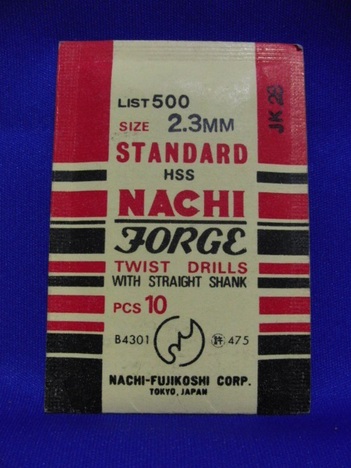 LIST 500
SIZE 2.3MM
JK 28
STANDARD
HSS
NACHI
FORGE
TWIST DRILLS
WITH STRAIGHT SHANK
PCS 10
B4301 許 475
NACHI-FUJIKOSHI CORP.
TOKYO, JAPAN